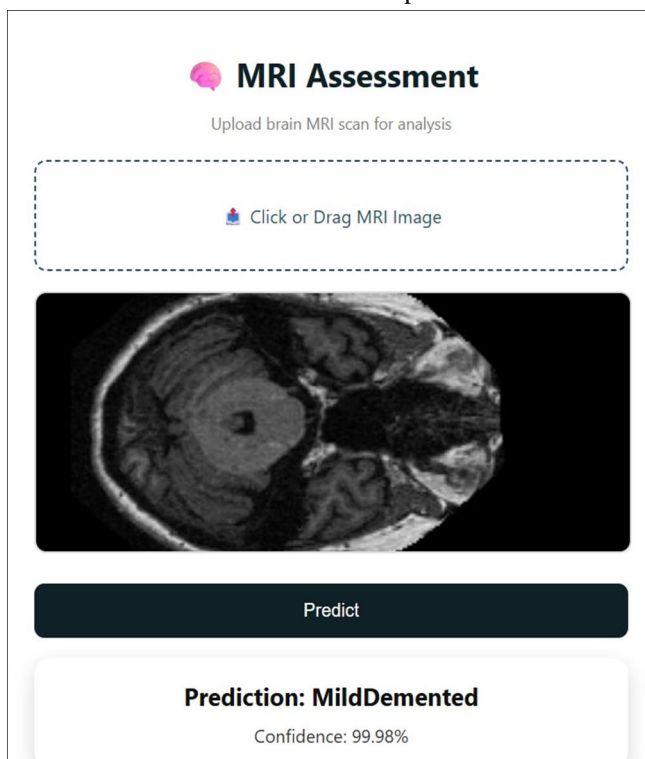 MRI Assessment
Upload brain MRI scan for analysis
Click or Drag MRI Image
Predict
Prediction: MildDemented
Confidence: 99.98%